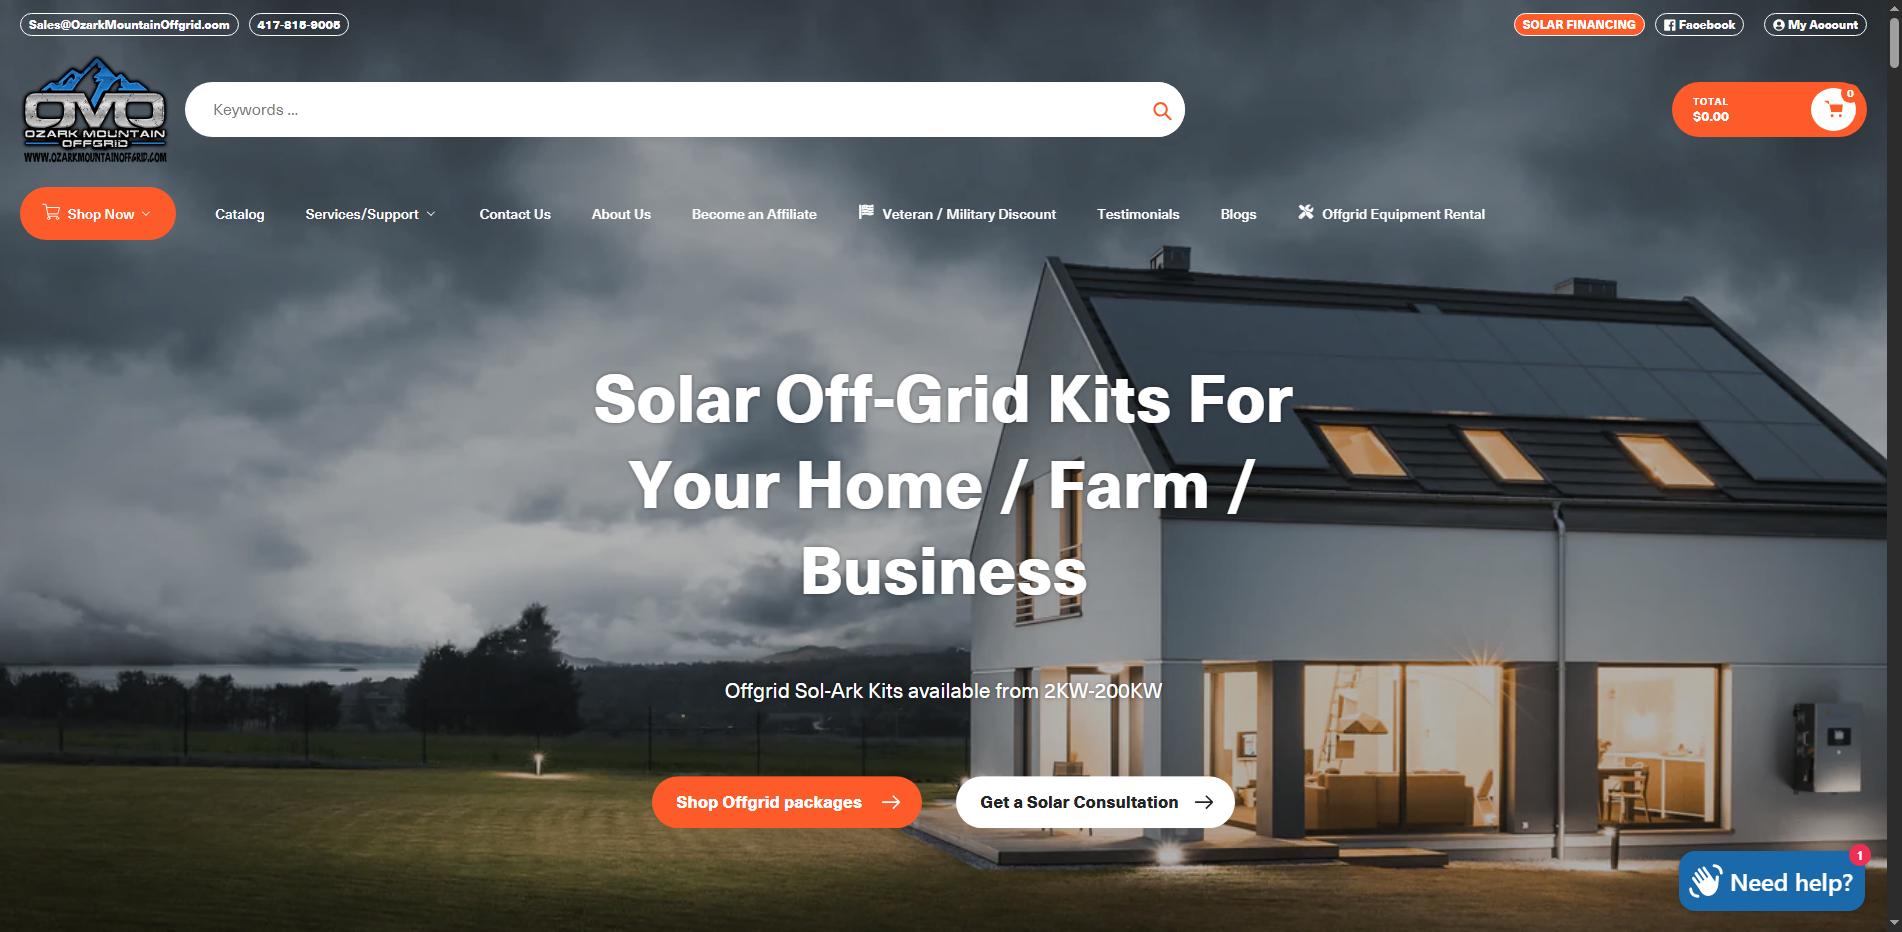 Sales@OzarkMountainOffgrid.com
417-815-9005
SOLAR FINANCING
Facebook
My Account
OMO
OZARK MOUNTAIN
OFFGRID
WWW.OZARKMOUNTAINOFFGRID.COM
Keywords ...
TOTAL
$0.00
0
Shop Now
Catalog
Services/Support
Contact Us
About Us
Become an Affiliate
Veteran / Military Discount
Testimonials
Blogs
Offgrid Equipment Rental
Solar Off-Grid Kits For
Your Home / Farm /
Business
Offgrid Sol-Ark Kits available from 2KW-200KW
Shop Offgrid packages
Get a Solar Consultation
1
Need help?